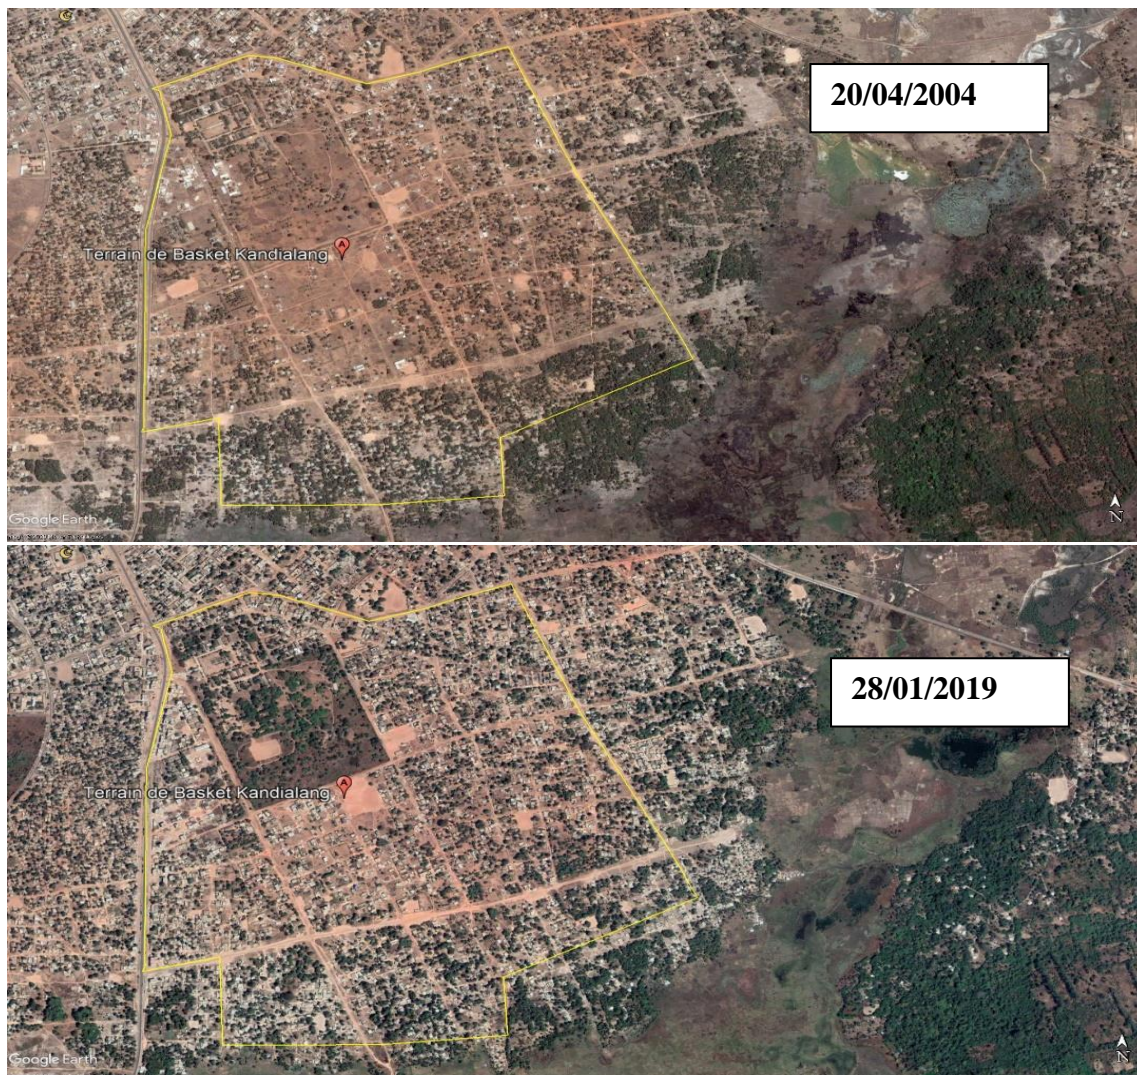 20/04/2004
Terrain de Basket Kandialang
A
N
Google Earth
28/01/2019
Terrain de Basket Kandialang
A
N
Google Earth